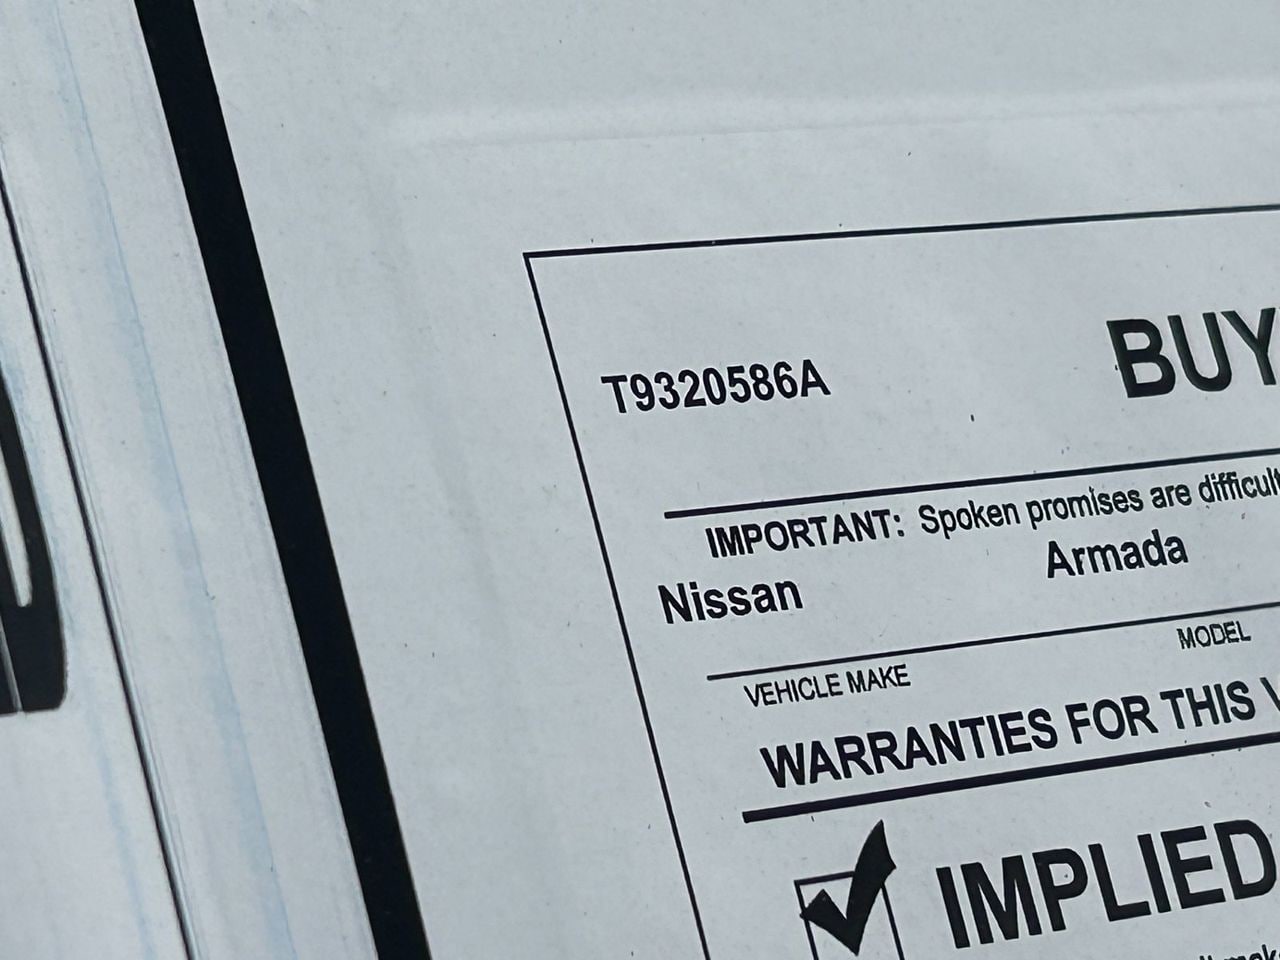 T9320586A
BUY
IMPORTANT: Spoken promises are difficult
Nissan Armada
VEHICLE MAKE MODEL
WARRANTIES FOR THIS
IMPLIED